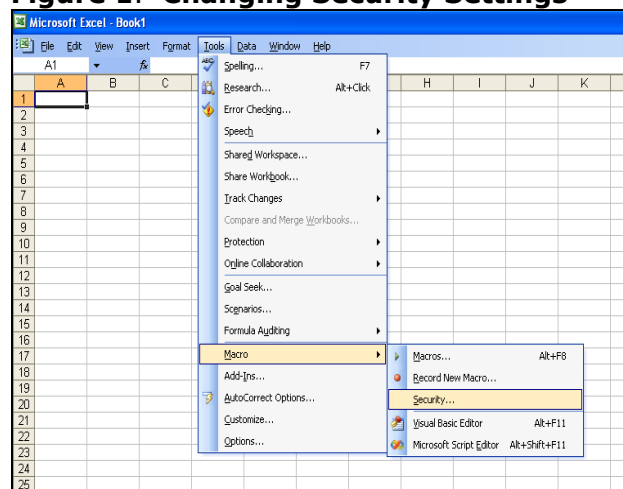 Figure 1: Changing Security Settings
Microsoft Excel - Book1
File Edit View Insert Format Tools Data Window Help
A1 fx
A B C H I J K
Spelling... F7
Research... Alt+Click
Error Checking...
Speech
Shared Workspace...
Share Workbook...
Track Changes
Compare and Merge Workbooks...
Protection
Online Collaboration
Goal Seek...
Scenarios...
Formula Auditing
Macro
Add-Ins...
AutoCorrect Options...
Customize...
Options...
Macros... Alt+F8
Record New Macro...
Security...
Visual Basic Editor Alt+F11
Microsoft Script Editor Alt+Shift+F11
1
2
3
4
5
6
7
8
9
10
11
12
13
14
15
16
17
18
19
20
21
22
23
24
25